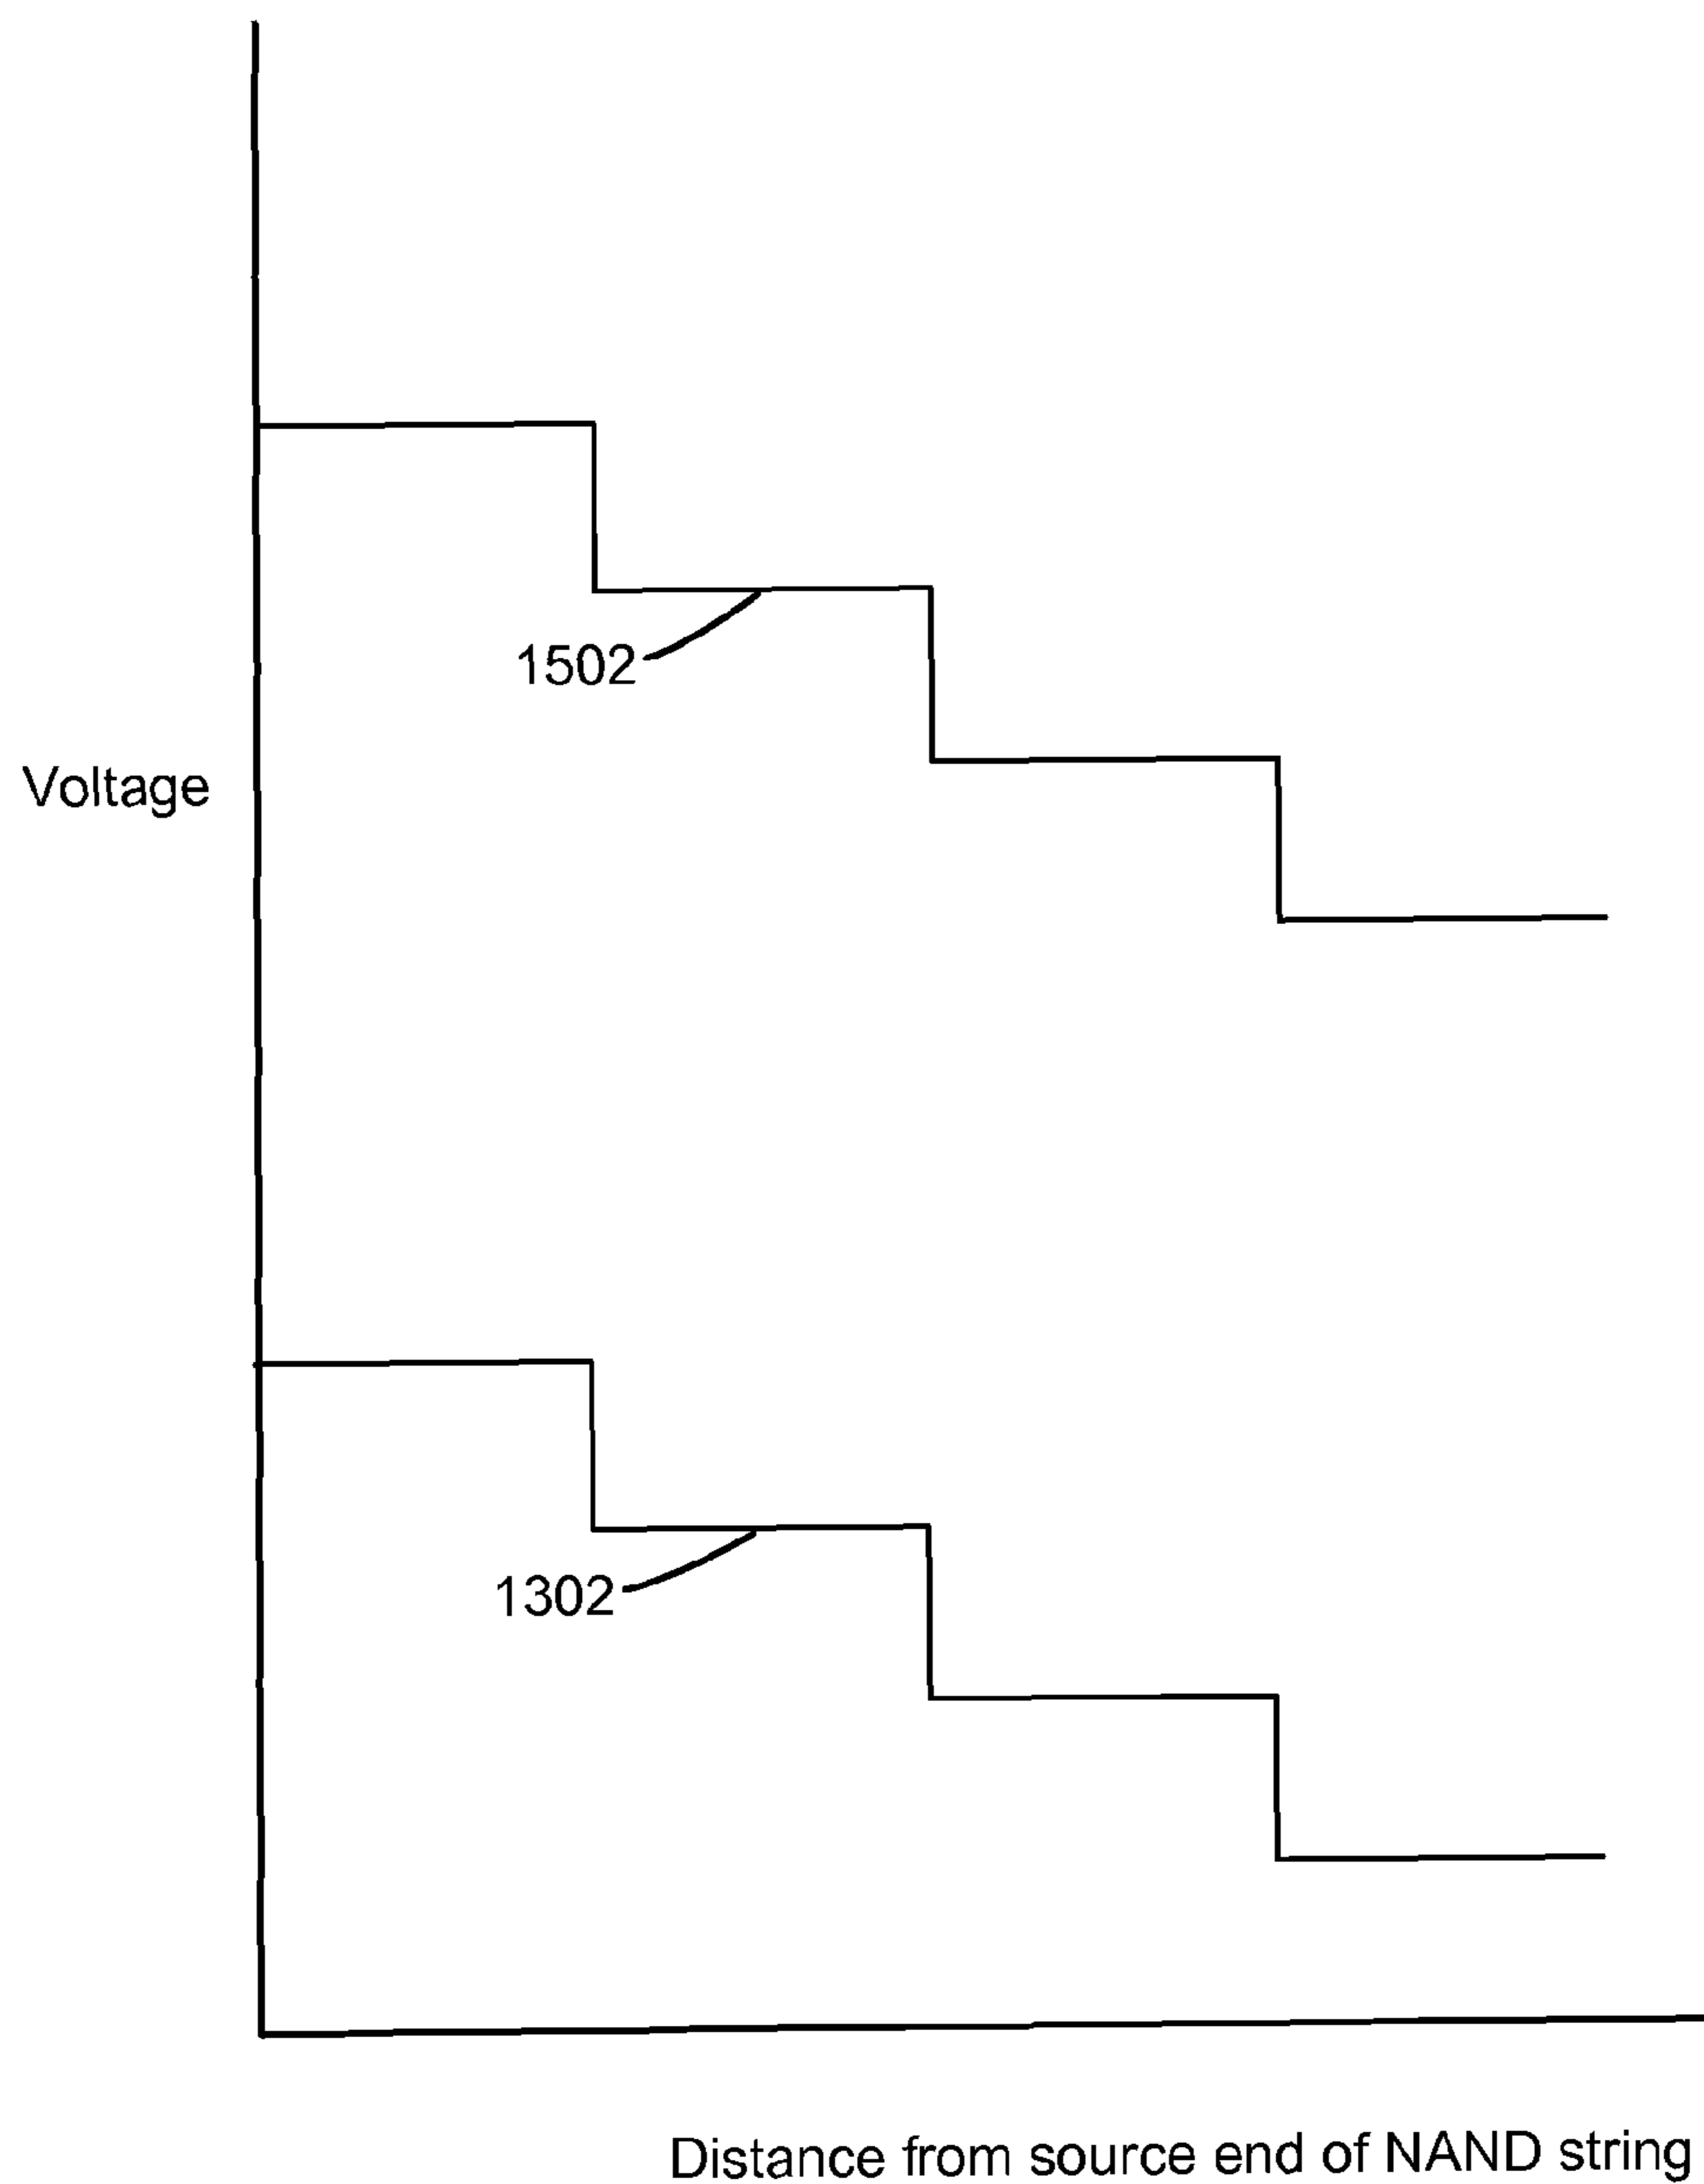 1502
Voltage
1302
Distance from source end of NAND string